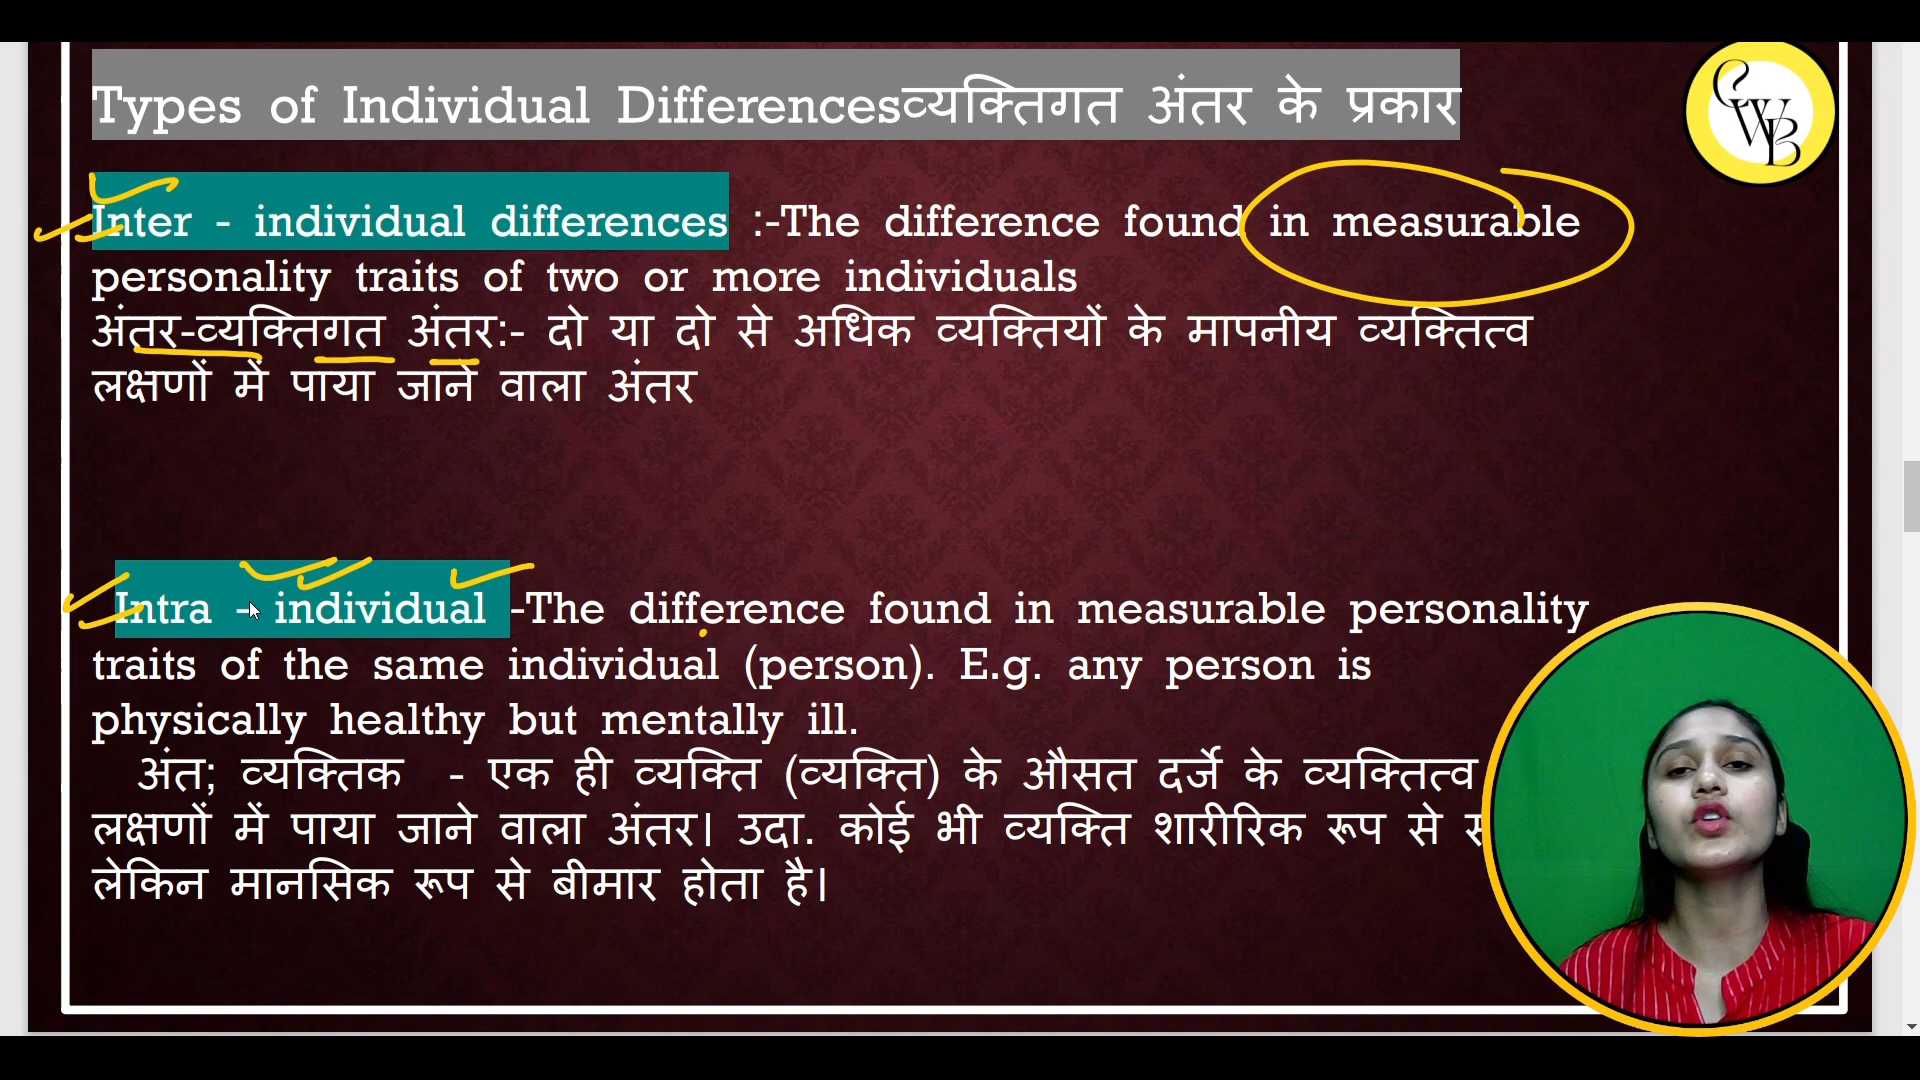 Types of Individual Differencesव्यक्तिगत अंतर के प्रकार
Inter - individual differences :-The difference found in measurable
personality traits of two or more individuals
अंतर-व्यक्तिगत अंतर:- दो या दो से अधिक व्यक्तियों के मापनीय व्यक्तित्व
लक्षणों में पाया जाने वाला अंतर
Intra - individual -The difference found in measurable personality
traits of the same individual (person). E.g. any person is
physically healthy but mentally ill.
अंत; व्यक्तिक - एक ही व्यक्ति (व्यक्ति) के औसत दर्जे के व्यक्तित्व
लक्षणों में पाया जाने वाला अंतर। उदा. कोई भी व्यक्ति शारीरिक रूप से
लेकिन मानसिक रूप से बीमार होता है।